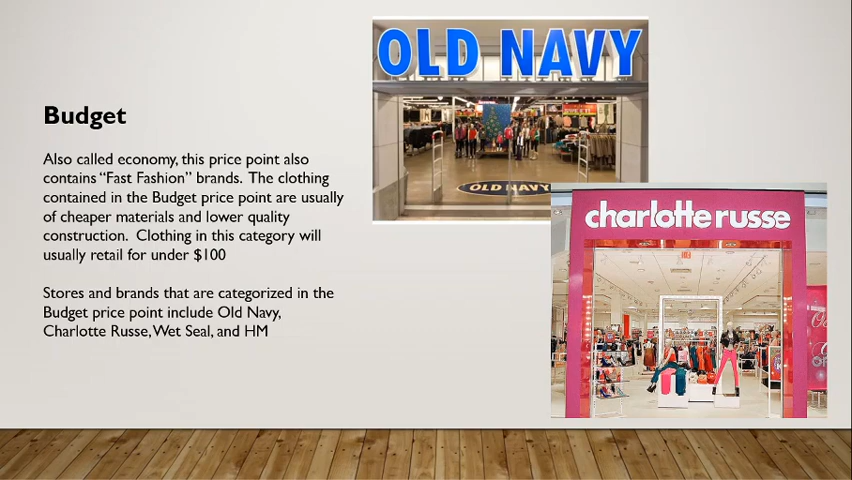 Budget
Also called economy, this price point also
contains “Fast Fashion” brands. The clothing
contained in the Budget price point are usually
of cheaper materials and lower quality
construction. Clothing in this category will
usually retail for under $100
Stores and brands that are categorized in the
Budget price point include Old Navy,
Charlotte Russe, Wet Seal, and HM
OLD NAVY
OLD NAVY
charlotte russe